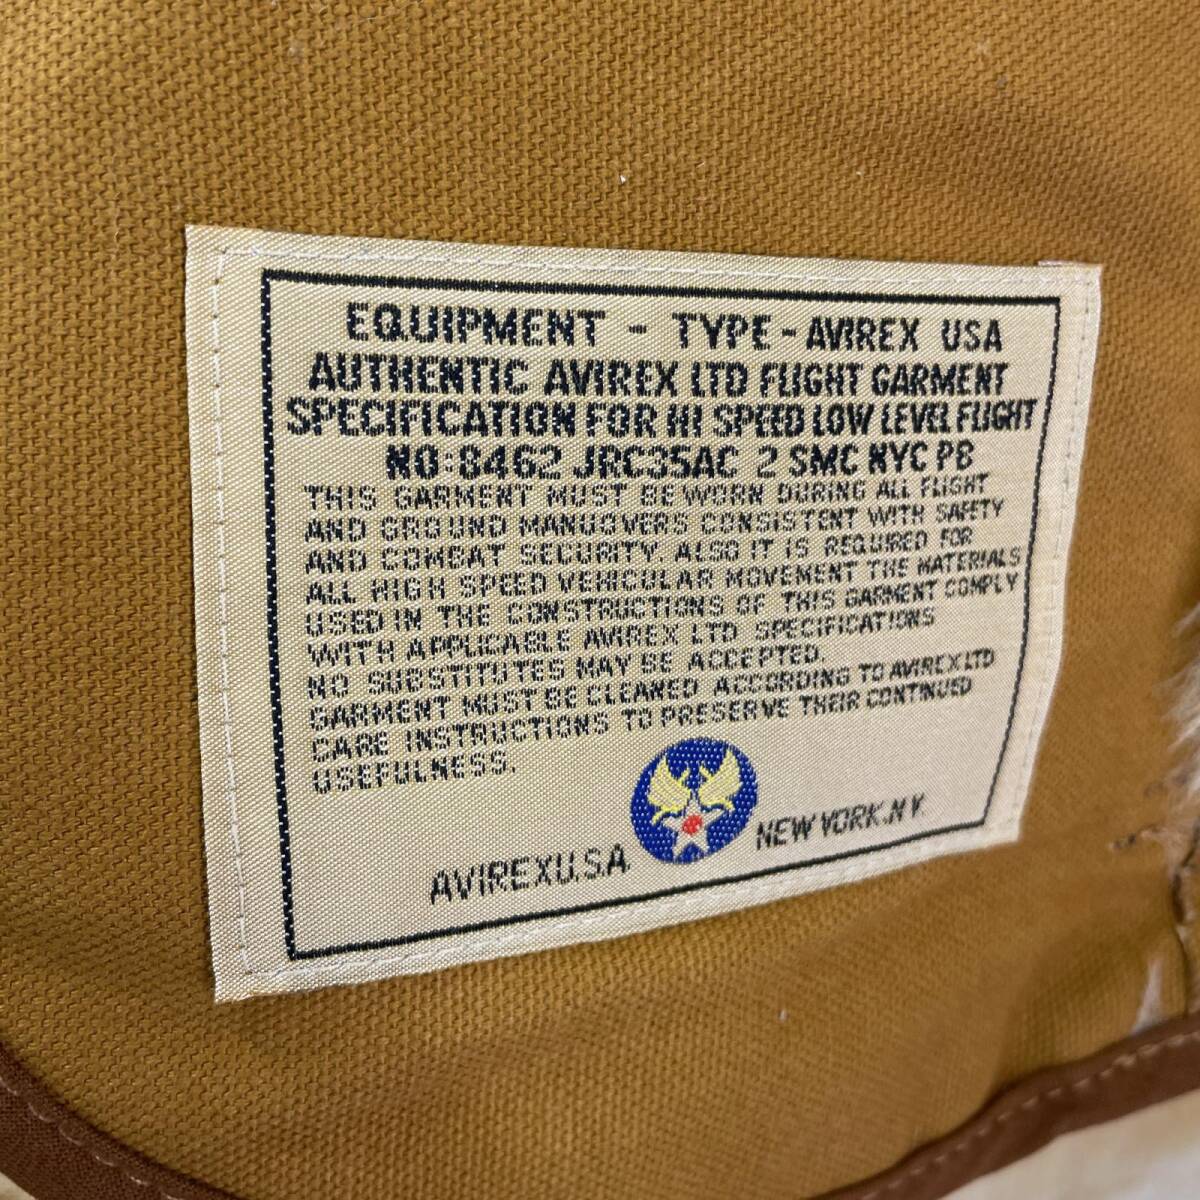 EQUIPMENT - TYPE - AVIREX USA
AUTHENTIC AVIREX LTD FLIGHT GARMENT
SPECIFICATION FOR HI SPEED LOW LEVEL FLIGHT
NO:8462 JRC35AC 2 SMC NYC PB
THIS GARMENT MUST BE WORN DURING ALL FLIGHT
AND GROUND MANUOVERS CONSISTENT WITH SAFETY
AND COMBAT SECURITY. ALSO IT IS REQUIRED FOR
ALL HIGH SPEED VEHICULAR MOVEMENT THE MATERIALS
USED IN THE CONSTRUCTIONS OF THIS GARMENT COMPLY
WITH APPLICABLE AVIREX LTD SPECIFICATIONS
NO SUBSTITUTES MAY BE ACCEPTED.
GARMENT MUST BE CLEANED ACCORDING TO AVIREX LTD
CARE INSTRUCTIONS TO PRESERVE THEIR CONTINUED
USEFULNESS.
AVIREX U.S.A NEW YORK.N.Y.